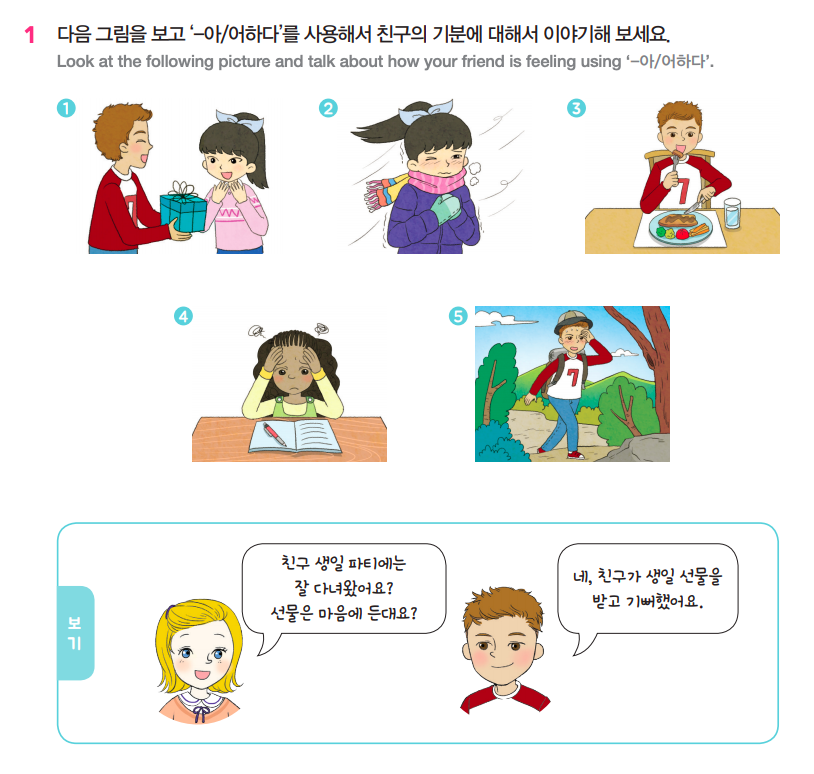 1 다음 그림을 보고 ‘–아/어하다’를 사용해서 친구의 기분에 대해서 이야기해 보세요.
Look at the following picture and talk about how your friend is feeling using ‘–아/어하다’.
1
2
3
7
4
5
7
보기
친구 생일 파티에는
잘 다녀왔어요?
선물은 마음에 든대요?
네, 친구가 생일 선물을
받고 기뻐했어요.